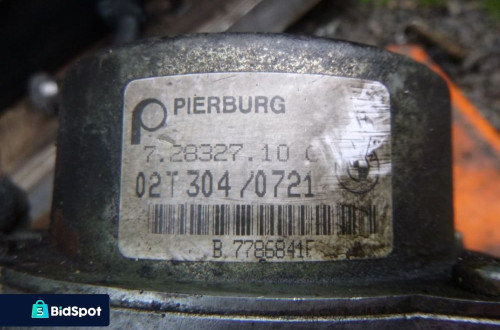 PIERBURG
7.28327.10 C
02T 304/0721
B 7786841F
BidSpot